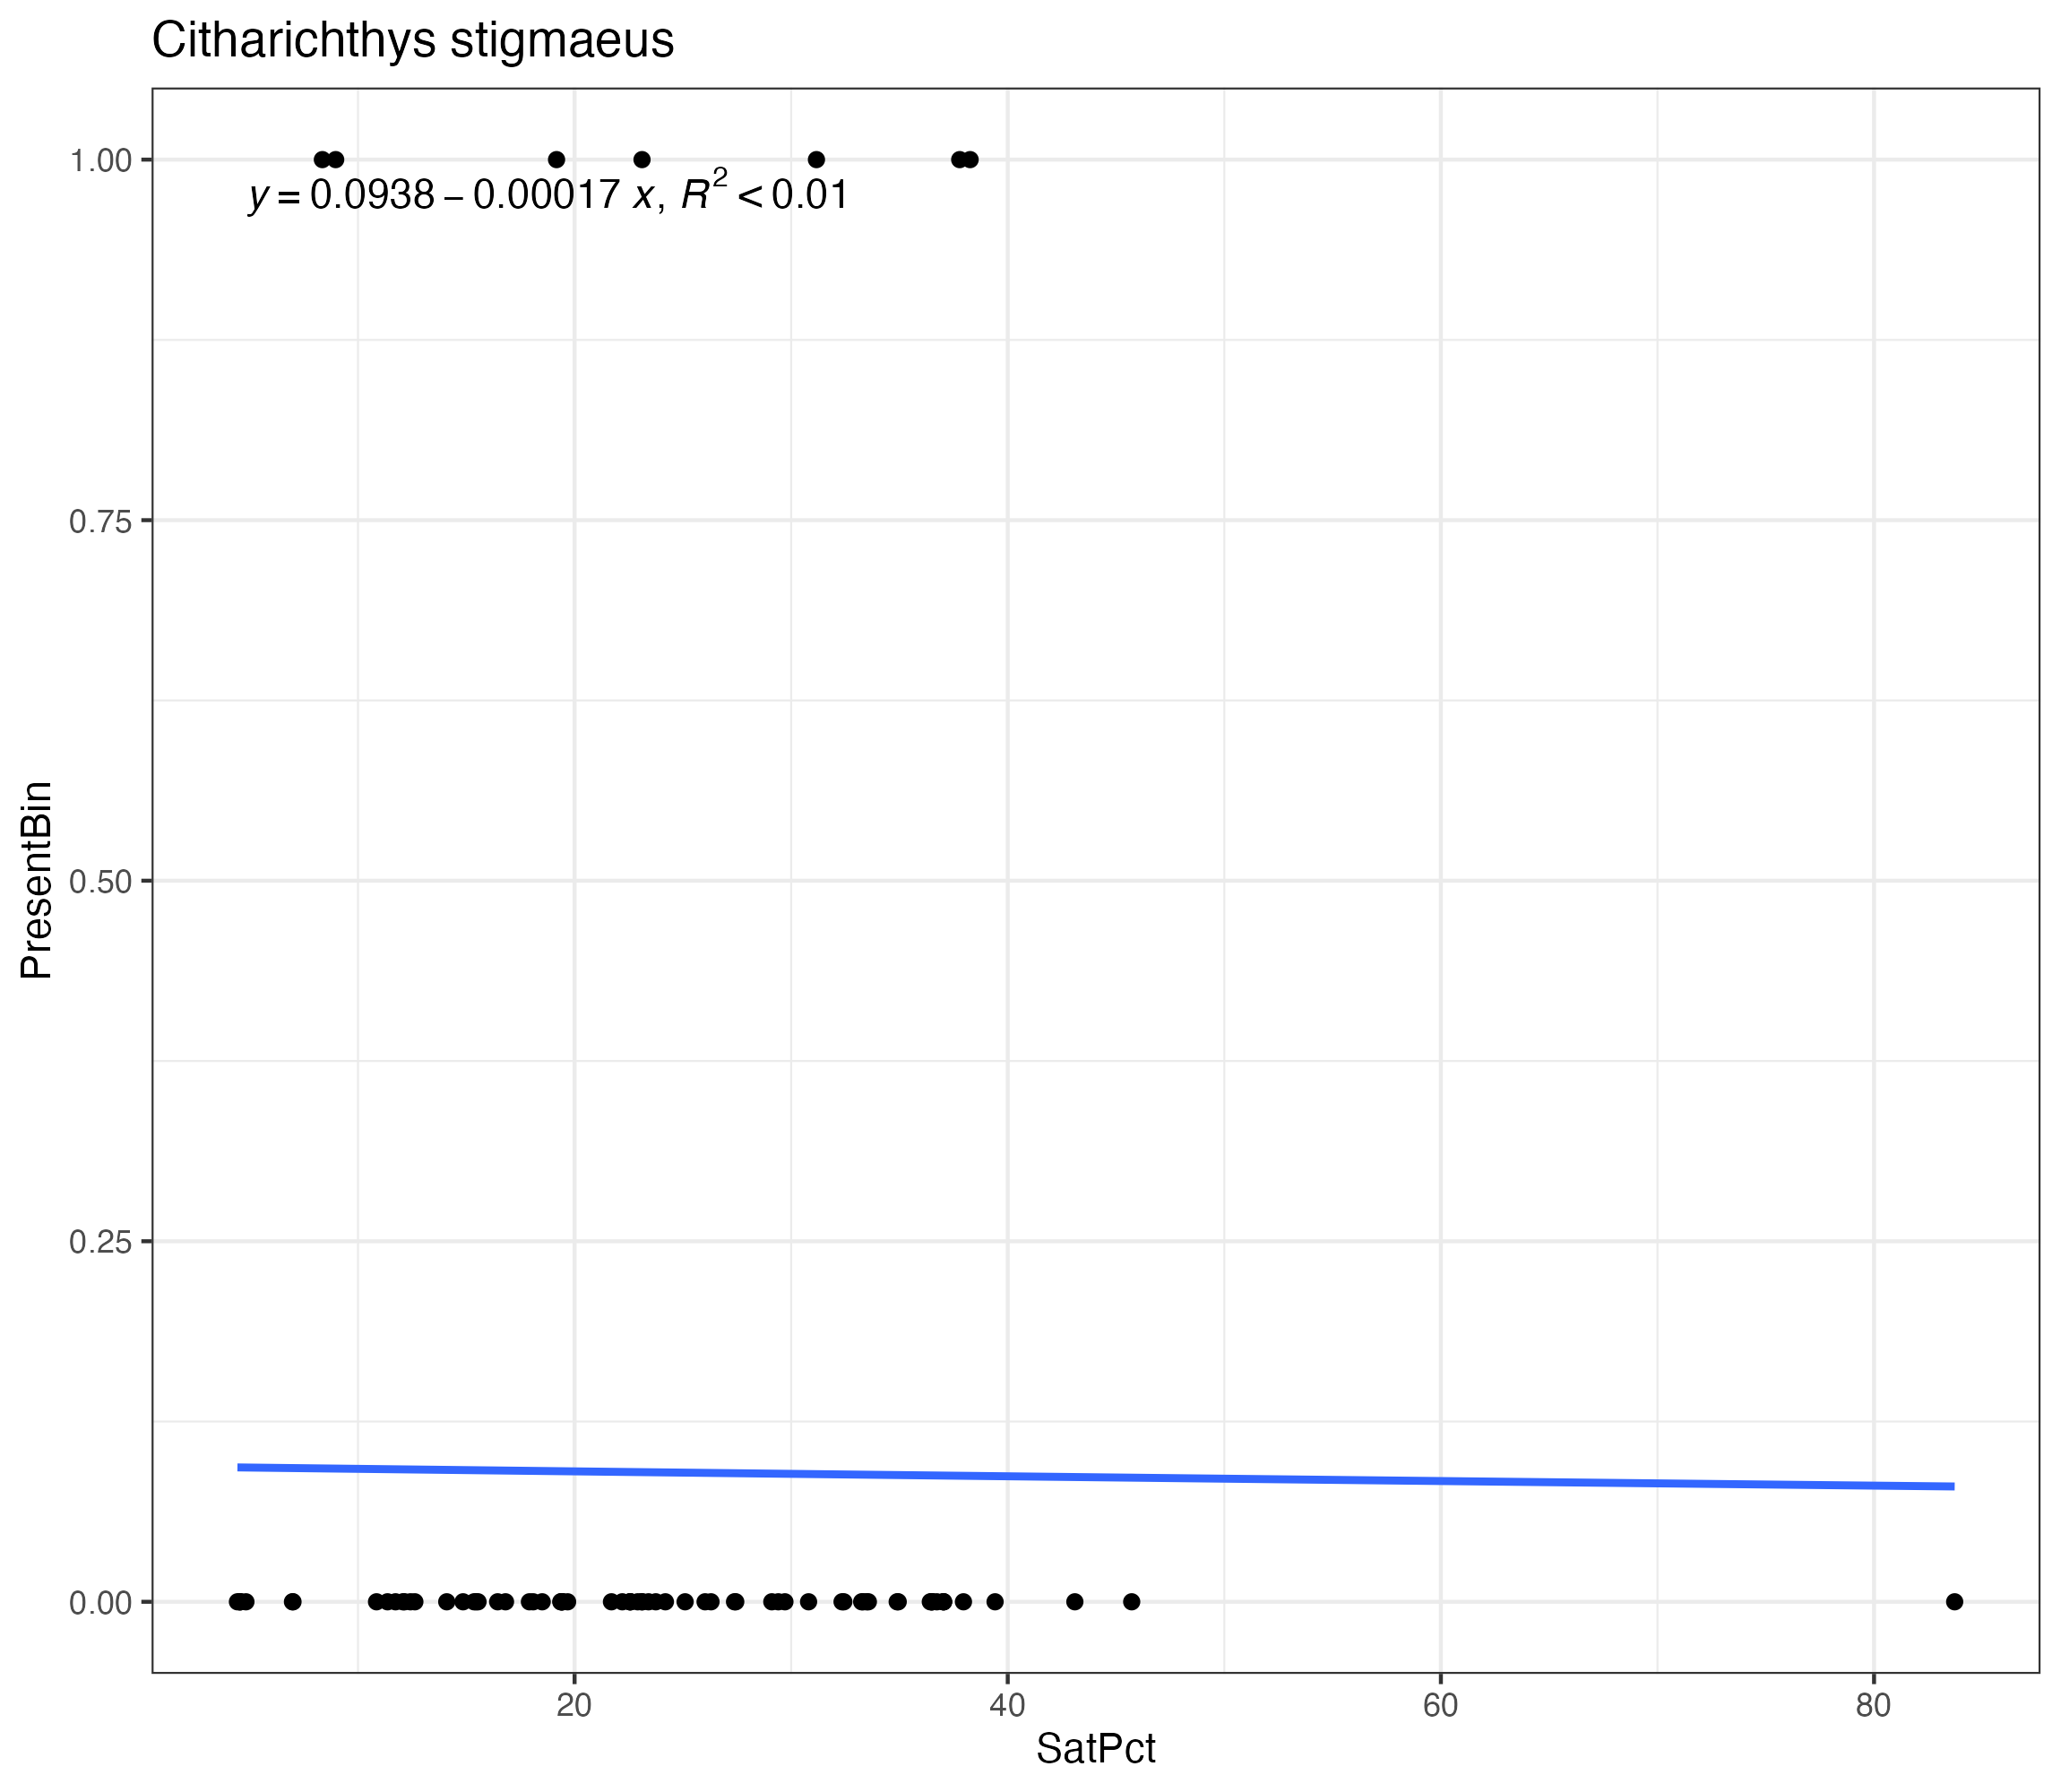 Citharichthys stigmaeus
1.00
y = 0.0938 − 0.00017 x, R² < 0.01
0.75
PresentBin
0.50
0.25
0.00
20 40 60 80
SatPct